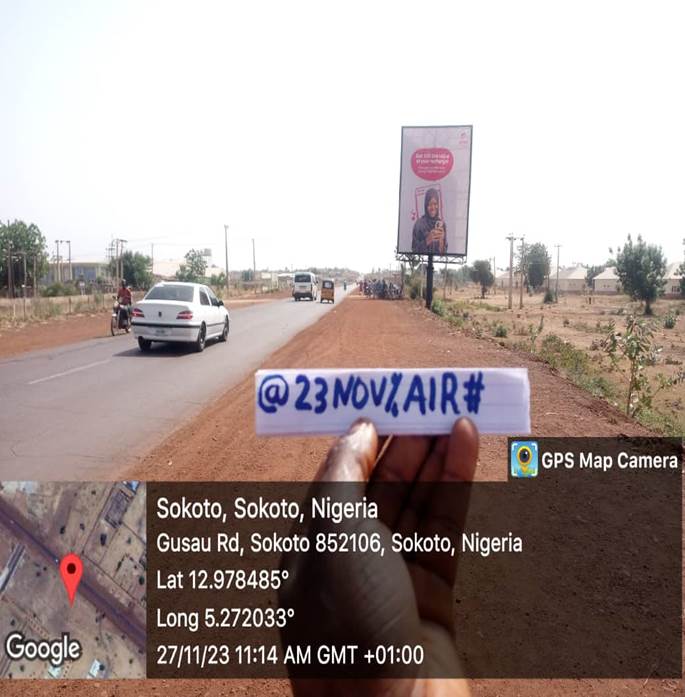 @23NOV%AIR#
GPS Map Camera
Sokoto, Sokoto, Nigeria
Gusau Rd, Sokoto 852106, Sokoto, Nigeria
Lat 12.978485°
Long 5.272033°
27/11/23 11:14 AM GMT +01:00
Google